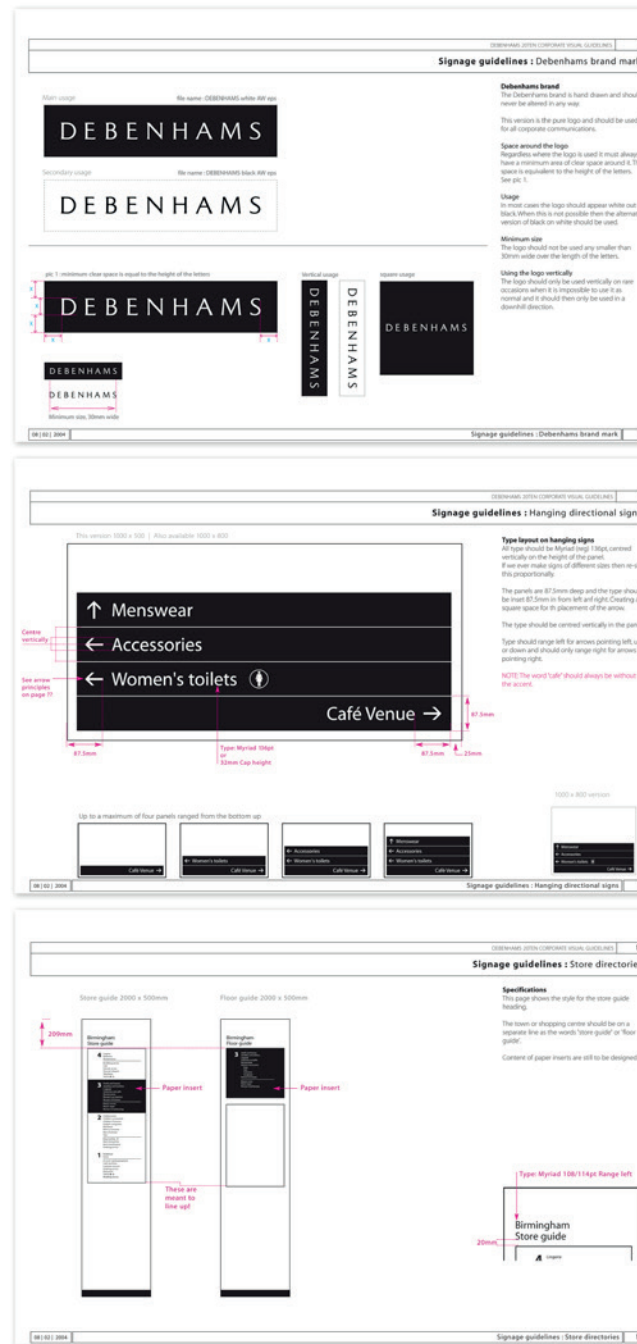 DEBENHAMS 20TEN CORPORATE VISUAL GUIDELINES
Signage guidelines : Debenhams brand mark
Main usage
file name : DEBENHAMS white AW eps
DEBENHAMS
Secondary usage
file name : DEBENHAMS black AW eps
DEBENHAMS
Debenhams brand
The Debenhams brand is hand drawn and shou
never be altered in any way.
This version is the pure logo and should be used
for all corporate communications.
Space around the logo
Regardless where the logo is used it must alway
have a minimum area of clear space around it. Th
space is equivalent to the height of the letters.
See pic 1.
Usage
In most cases the logo should appear white out
black. When this is not possible then the alternat
version of black on white should be used.
Minimum size
The logo should not be used any smaller than
30mm wide over the length of the letters.
Using the logo vertically
The logo should only be used vertically on rare
occasions when it is impossible to use it as
normal and it should then only be used in a
downhill direction.
pic 1 : minimum clear space is equal to the height of the letters
x
x
x
DEBENHAMS
x
x
Vertical usage
DEBENHAMS
DEBENHAMS
square usage
DEBENHAMS
DEBENHAMS
DEBENHAMS
Minimum size, 30mm wide
08 | 02 | 2004
Signage guidelines : Debenhams brand mark
DEBENHAMS 20TEN CORPORATE VISUAL GUIDELINES
Signage guidelines : Hanging directional sign
This version 1000 x 500 | Also available 1000 x 800
↑ Menswear
← Accessories
← Women's toilets
Café Venue →
Centre
vertically
See arrow
principles
on page ??
87.5mm
Type: Myriad 136pt
or
32mm Cap height
87.5mm
25mm
87.5mm
Type layout on hanging signs
All type should be Myriad (reg) 136pt, centred
vertically on the height of the panel.
If we ever make signs of different sizes then re-s
this proportionally.
The panels are 87.5mm deep and the type shou
be inset 87.5mm in from left anf right. Creating a
square space for th placement of the arrow.
The type should be centred vertically in the pan
Type should range left for arrows pointing left, u
or down and should only range right for arrows
pointing right.
NOTE: The word 'cafe' should always be without
the accent.
Up to a maximum of four panels ranged from the bottom up
Café Venue →
← Women's toilets
Café Venue →
← Accessories
← Women's toilets
Café Venue →
↑ Menswear
← Accessories
← Women's toilets
Café Venue →
1000 x 800 version
↑ Menswear
← Accessories
← Women's toilets
Café Venue →
08 | 02 | 2004
Signage guidelines : Hanging directional signs
DEBENHAMS 20TEN CORPORATE VISUAL GUIDELINES
Signage guidelines : Store directorie
Store guide 2000 x 500mm
Floor guide 2000 x 500mm
209mm
Birmingham
Store guide
4
3
2
1
Paper insert
These are
meant to
line up!
Birmingham
Floor guide
3
Paper insert
Specifications
This page shows the style for the store guide
heading.
The town or shopping centre should be on a
separate line as the words 'store guide' or 'floor
guide'.
Content of paper inserts are still to be designed
Type: Myriad 108/114pt Range left
Birmingham
Store guide
20mm
4 Lingerie
08 | 02 | 2004
Signage guidelines : Store directories